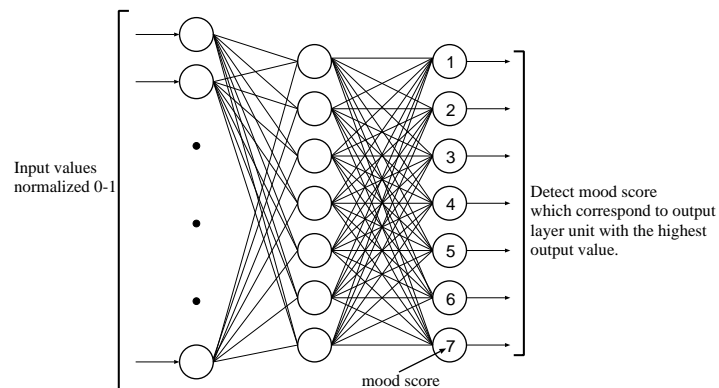 Input values
normalized 0-1
1
2
3
4
5
6
7
mood score
Detect mood score
which correspond to output
layer unit with the highest
output value.